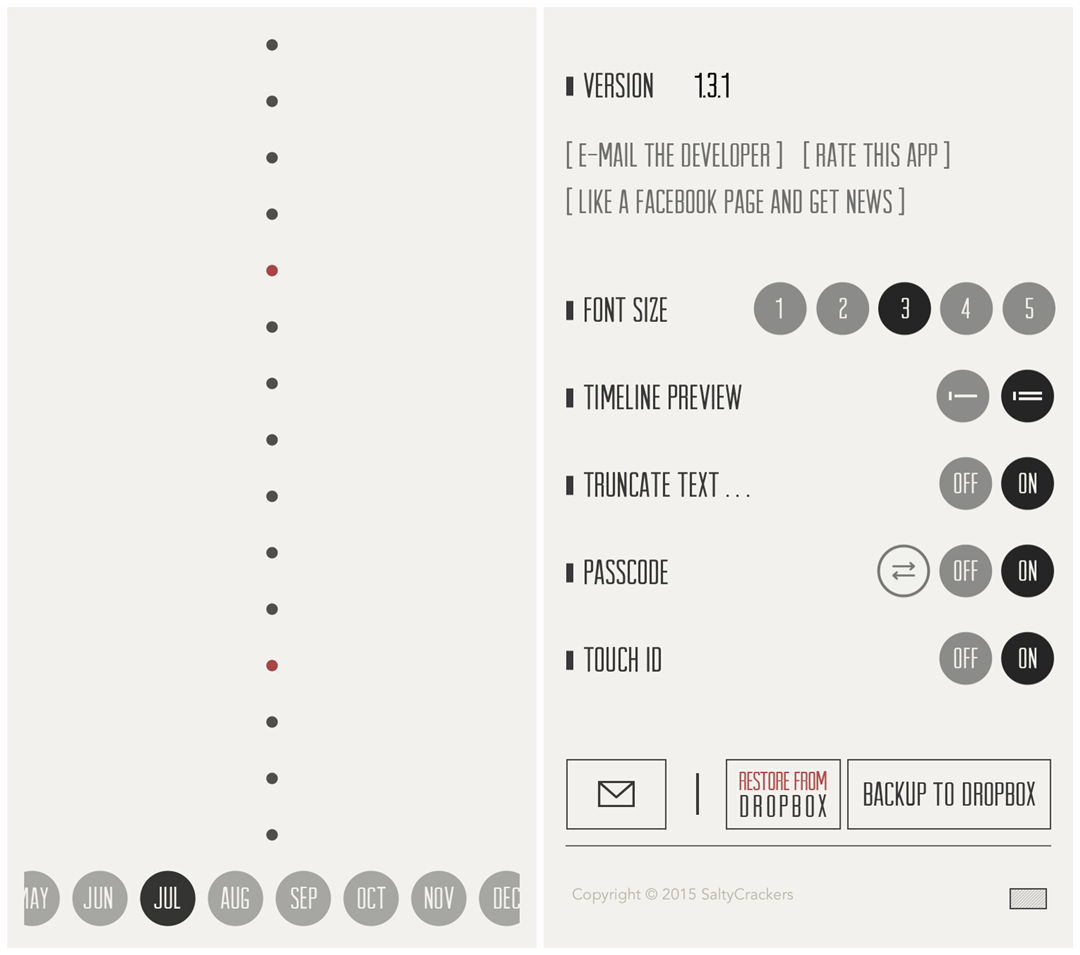 MAY JUN JUL AUG SEP OCT NOV DEC
VERSION 1.3.1
[ E-MAIL THE DEVELOPER ] [ RATE THIS APP ]
[ LIKE A FACEBOOK PAGE AND GET NEWS ]
FONT SIZE 1 2 3 4 5
TIMELINE PREVIEW
TRUNCATE TEXT . . . OFF ON
PASSCODE OFF ON
TOUCH ID OFF ON
RESTORE FROM
DROPBOX
BACKUP TO DROPBOX
Copyright © 2015 SaltyCrackers